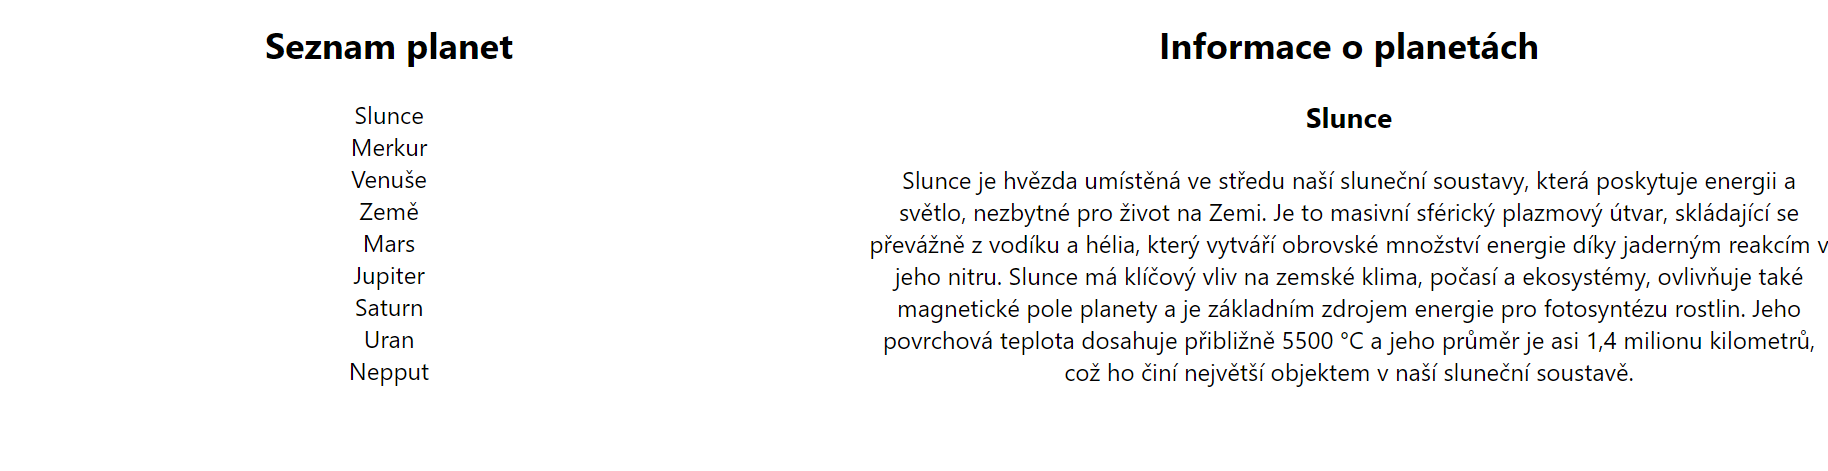 Seznam planet
Slunce
Merkur
Venuše
Země
Mars
Jupiter
Saturn
Uran
Nepput
Informace o planetách
Slunce
Slunce je hvězda umístěná ve středu naší sluneční soustavy, která poskytuje energii a
světlo, nezbytné pro život na Zemi. Je to masivní sférický plazmový útvar, skládající se
převážně z vodíku a hélia, který vytváří obrovské množství energie díky jaderným reakcím v
jeho nitru. Slunce má klíčový vliv na zemské klima, počasí a ekosystémy, ovlivňuje také
magnetické pole planety a je základním zdrojem energie pro fotosyntézu rostlin. Jeho
povrchová teplota dosahuje přibližně 5500 °C a jeho průměr je asi 1,4 milionu kilometrů,
což ho činí největší objektem v naší sluneční soustavě.